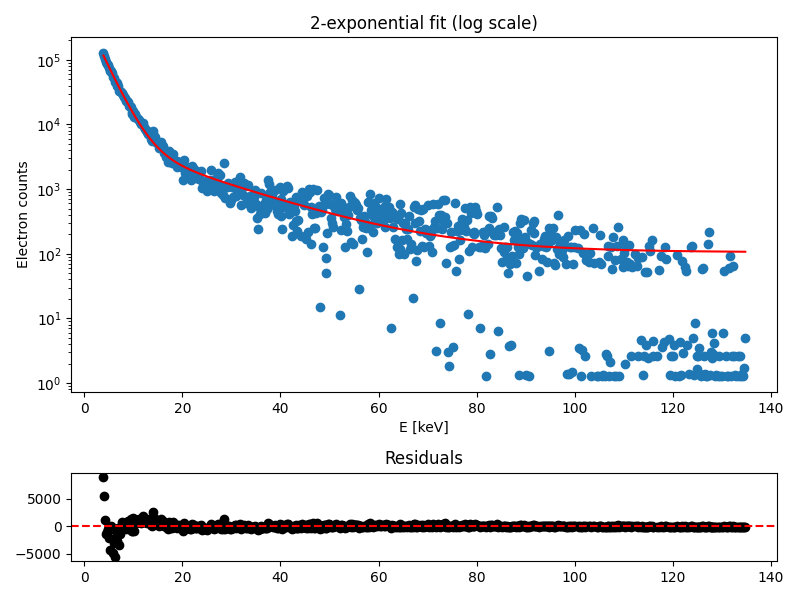 2-exponential fit (log scale)
Electron counts
10^5
10^4
10^3
10^2
10^1
10^0
0 20 40 60 80 100 120 140
E [keV]
Residuals
5000
0
−5000
0 20 40 60 80 100 120 140